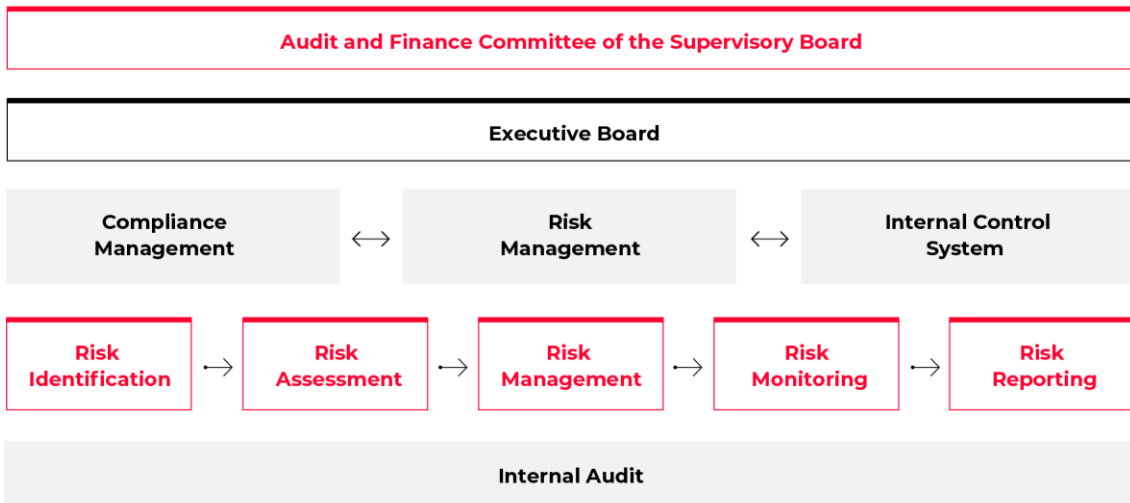 Audit and Finance Committee of the Supervisory Board
Executive Board
Compliance
Management
Risk
Management
Internal Control
System
Risk
Identification
Risk
Assessment
Risk
Management
Risk
Monitoring
Risk
Reporting
Internal Audit